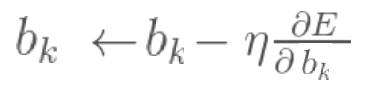 b_k ← b_k − η ∂E/∂b_k